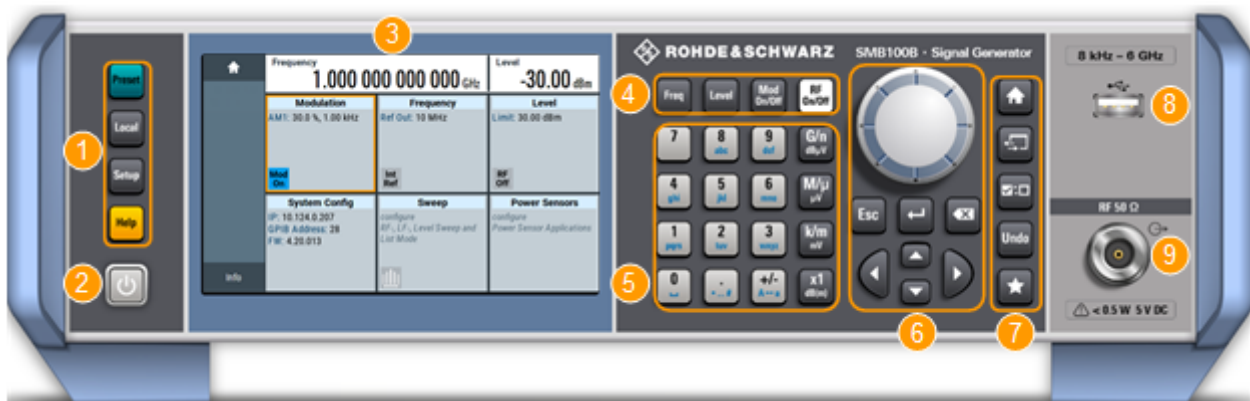 3
ROHDE&SCHWARZ SMB100B · Signal Generator
8 kHz – 6 GHz
1
Preset
Local
Setup
Help
2
Frequency
1.000 000 000 000 GHz
Level
-30.00 dBm
Modulation
AM1: 30.0 %, 1.00 kHz
Mod On
Frequency
Ref Out: 10 MHz
Int Ref
Level
Limit: 30.00 dBm
RF Off
System Config
IP: 10.124.0.207
GPIB Address: 28
FW: 4.20.013
Sweep
configure
RF-, LF-, Level Sweep and
List Mode
Power Sensors
configure
Power Sensor Applications
Info
4
Freq
Level
Mod On/Off
RF On/Off
5
7
8 abc
9 def
G/n dBµV
4 ghi
5 jkl
6 mno
M/µ µV
1 pqrs
2 tuv
3 wxyz
k/m mV
0
.
+/-
x1 dB(m)
6
Esc
7
Undo
8
RF 50 Ω
9
< 0.5 W 5 V DC